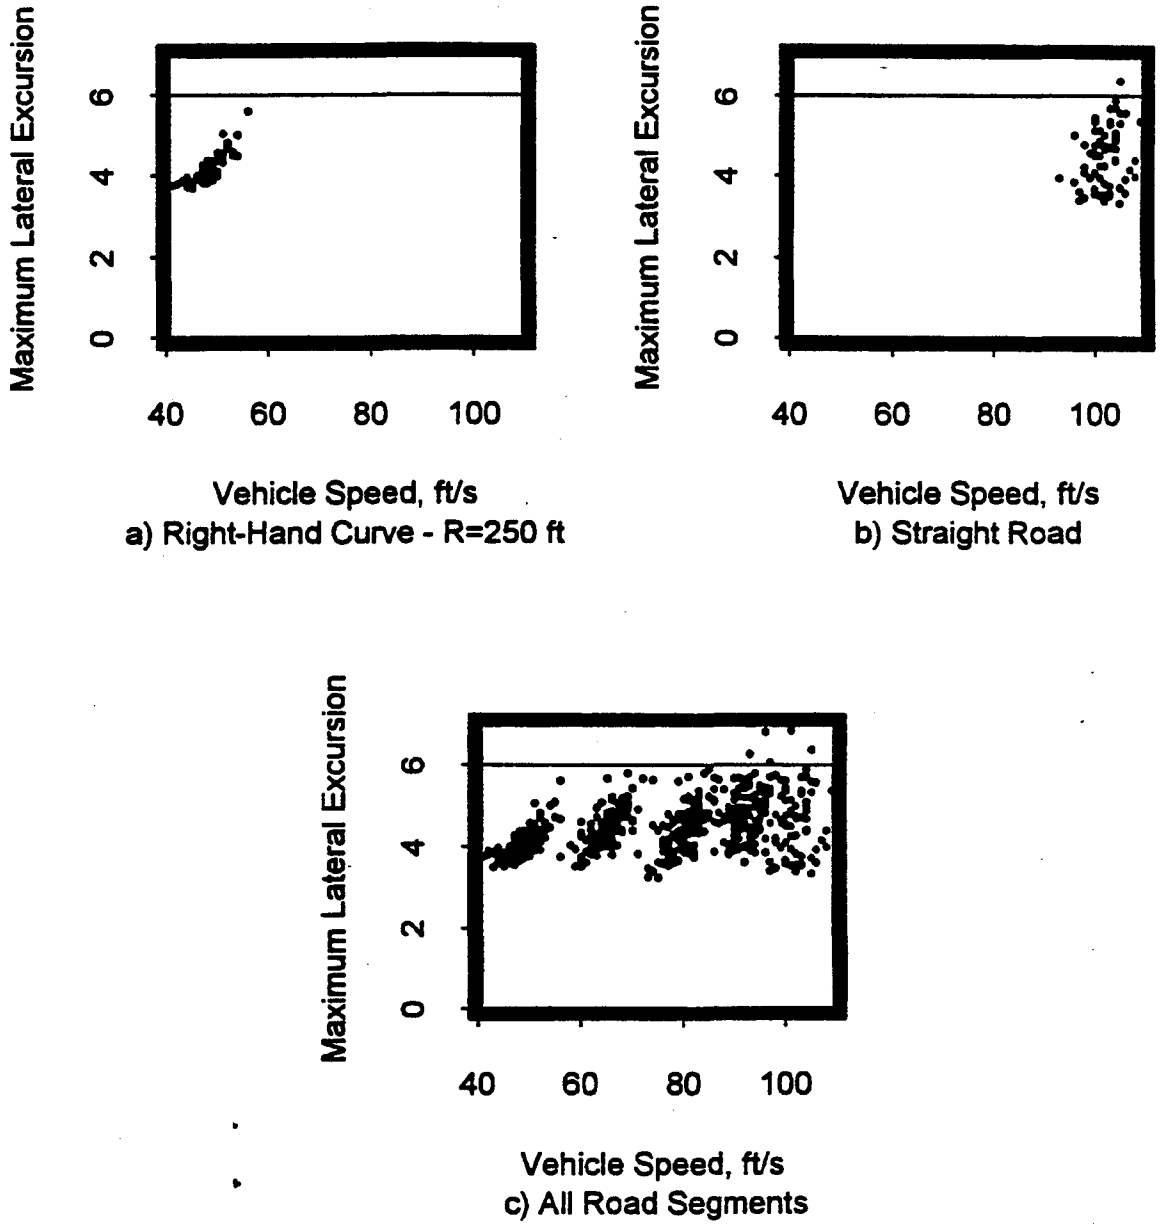 Maximum Lateral Excursion
6
4
2
0
40 60 80 100
Vehicle Speed, ft/s
a) Right-Hand Curve - R=250 ft
Maximum Lateral Excursion
6
4
2
0
40 60 80 100
Vehicle Speed, ft/s
b) Straight Road
Maximum Lateral Excursion
6
4
2
0
40 60 80 100
Vehicle Speed, ft/s
c) All Road Segments